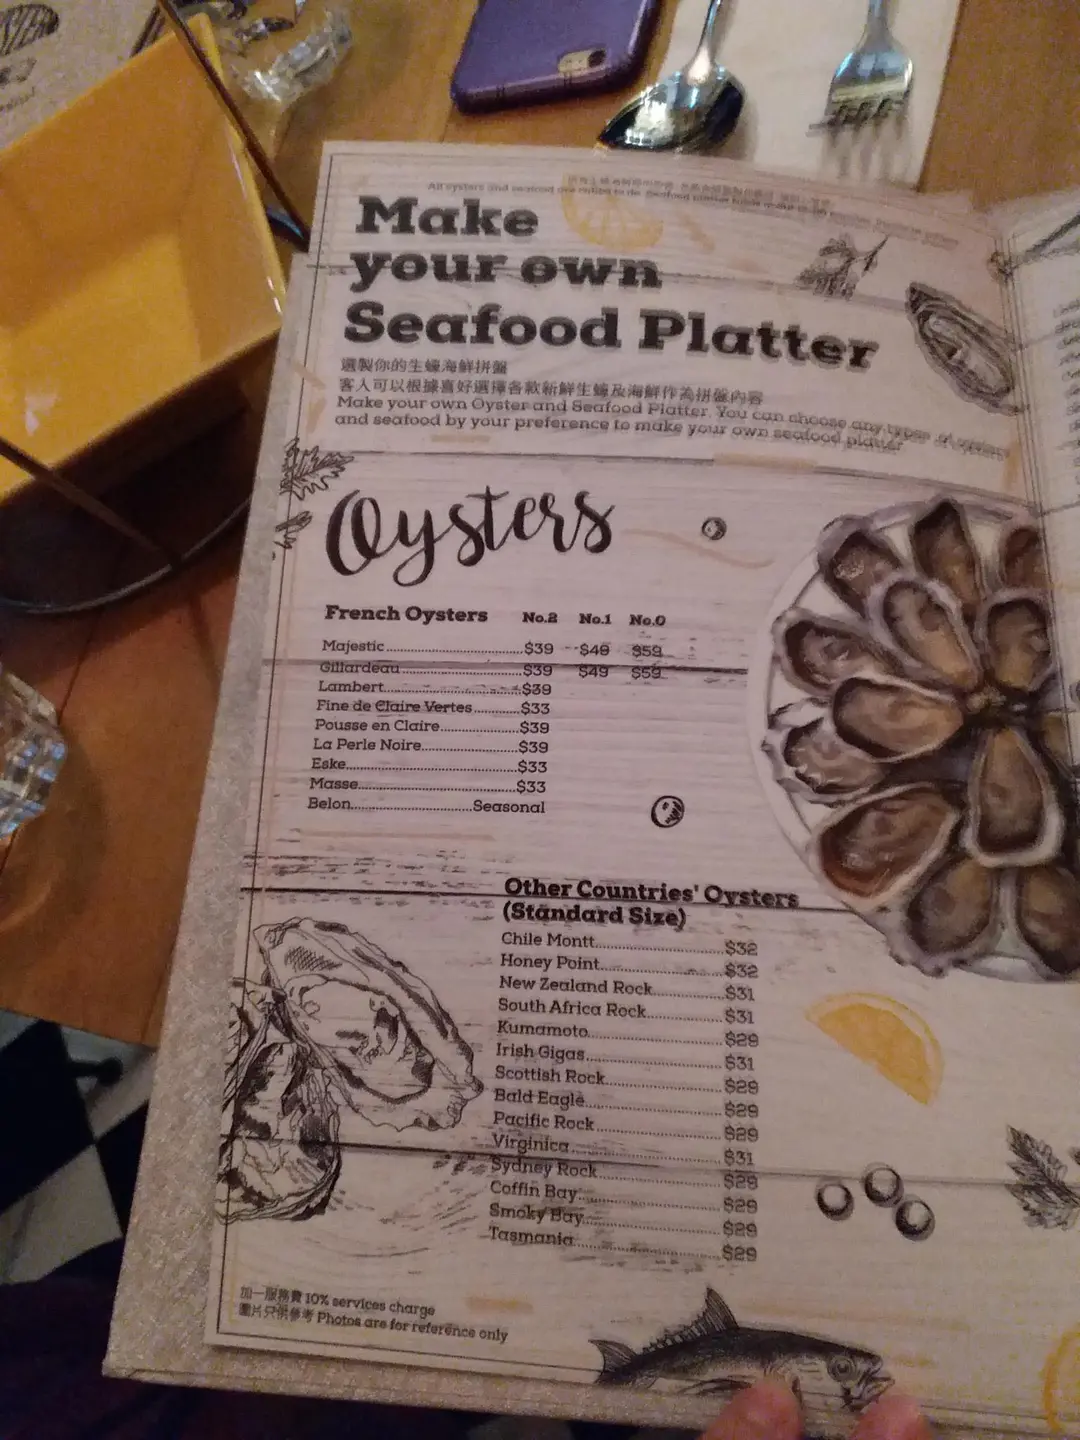 Make
your own
Seafood Platter
選製你的生蠔海鮮拼盤
客人可以根據喜好選擇各款新鮮生蠔及海鮮作為拼盤內容
Make your own Oyster and Seafood Platter. You can choose any types of oysters
and seafood by your preference to make your own seafood platter
Oysters
French Oysters No.2 No.1 No.0
Majestic $39 $49 $59
Gillardeau $39 $49 $59
Lambert $39
Fine de Claire Vertes $33
Pousse en Claire $39
La Perle Noire $39
Eske $33
Masse $33
Belon Seasonal
Other Countries' Oysters
(Standard Size)
Chile Montt $32
Honey Point $32
New Zealand Rock $31
South Africa Rock $31
Kumamoto $29
Irish Gigas $31
Scottish Rock $29
Bald Eagle $29
Pacific Rock $29
Virginica $31
Sydney Rock $29
Coffin Bay $29
Smoky Bay $29
Tasmania $29
加一服務費 10% services charge
圖片只供參考 Photos are for reference only